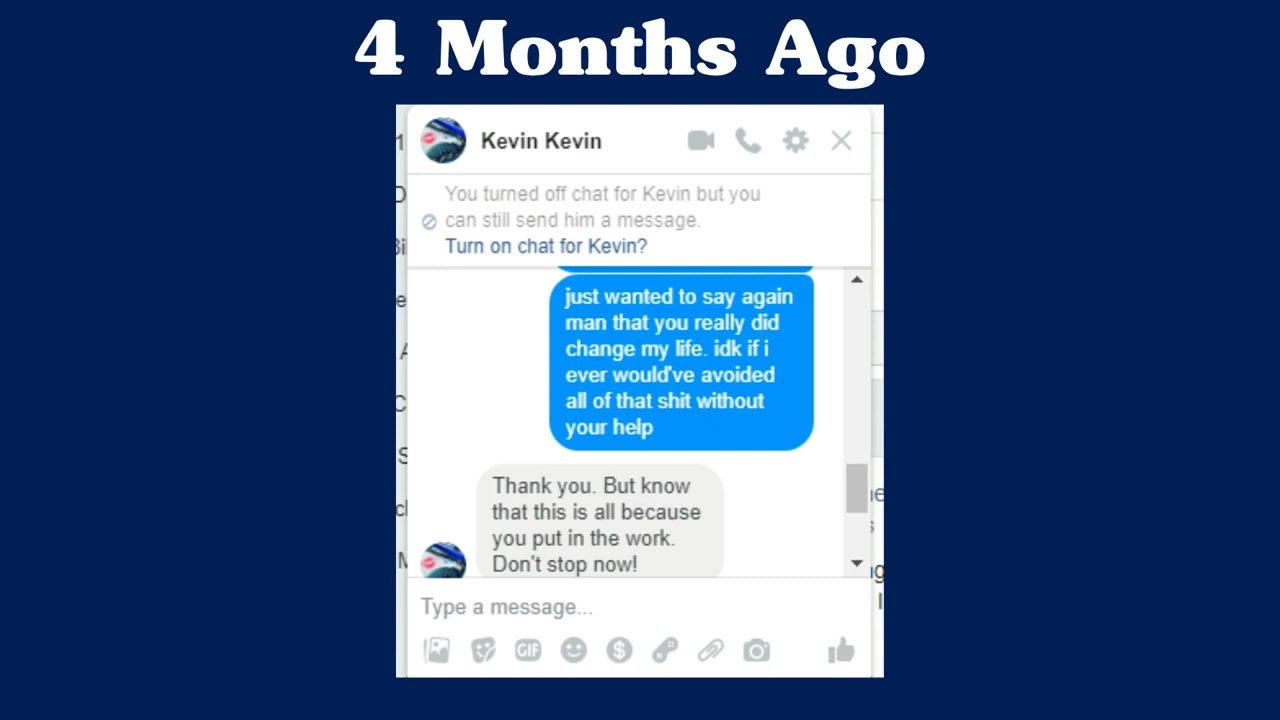 4 Months Ago
Kevin Kevin
You turned off chat for Kevin but you
can still send him a message.
Turn on chat for Kevin?
just wanted to say again
man that you really did
change my life. idk if i
ever would've avoided
all of that shit without
your help
Thank you. But know
that this is all because
you put in the work.
Don't stop now!
Type a message...
GIF